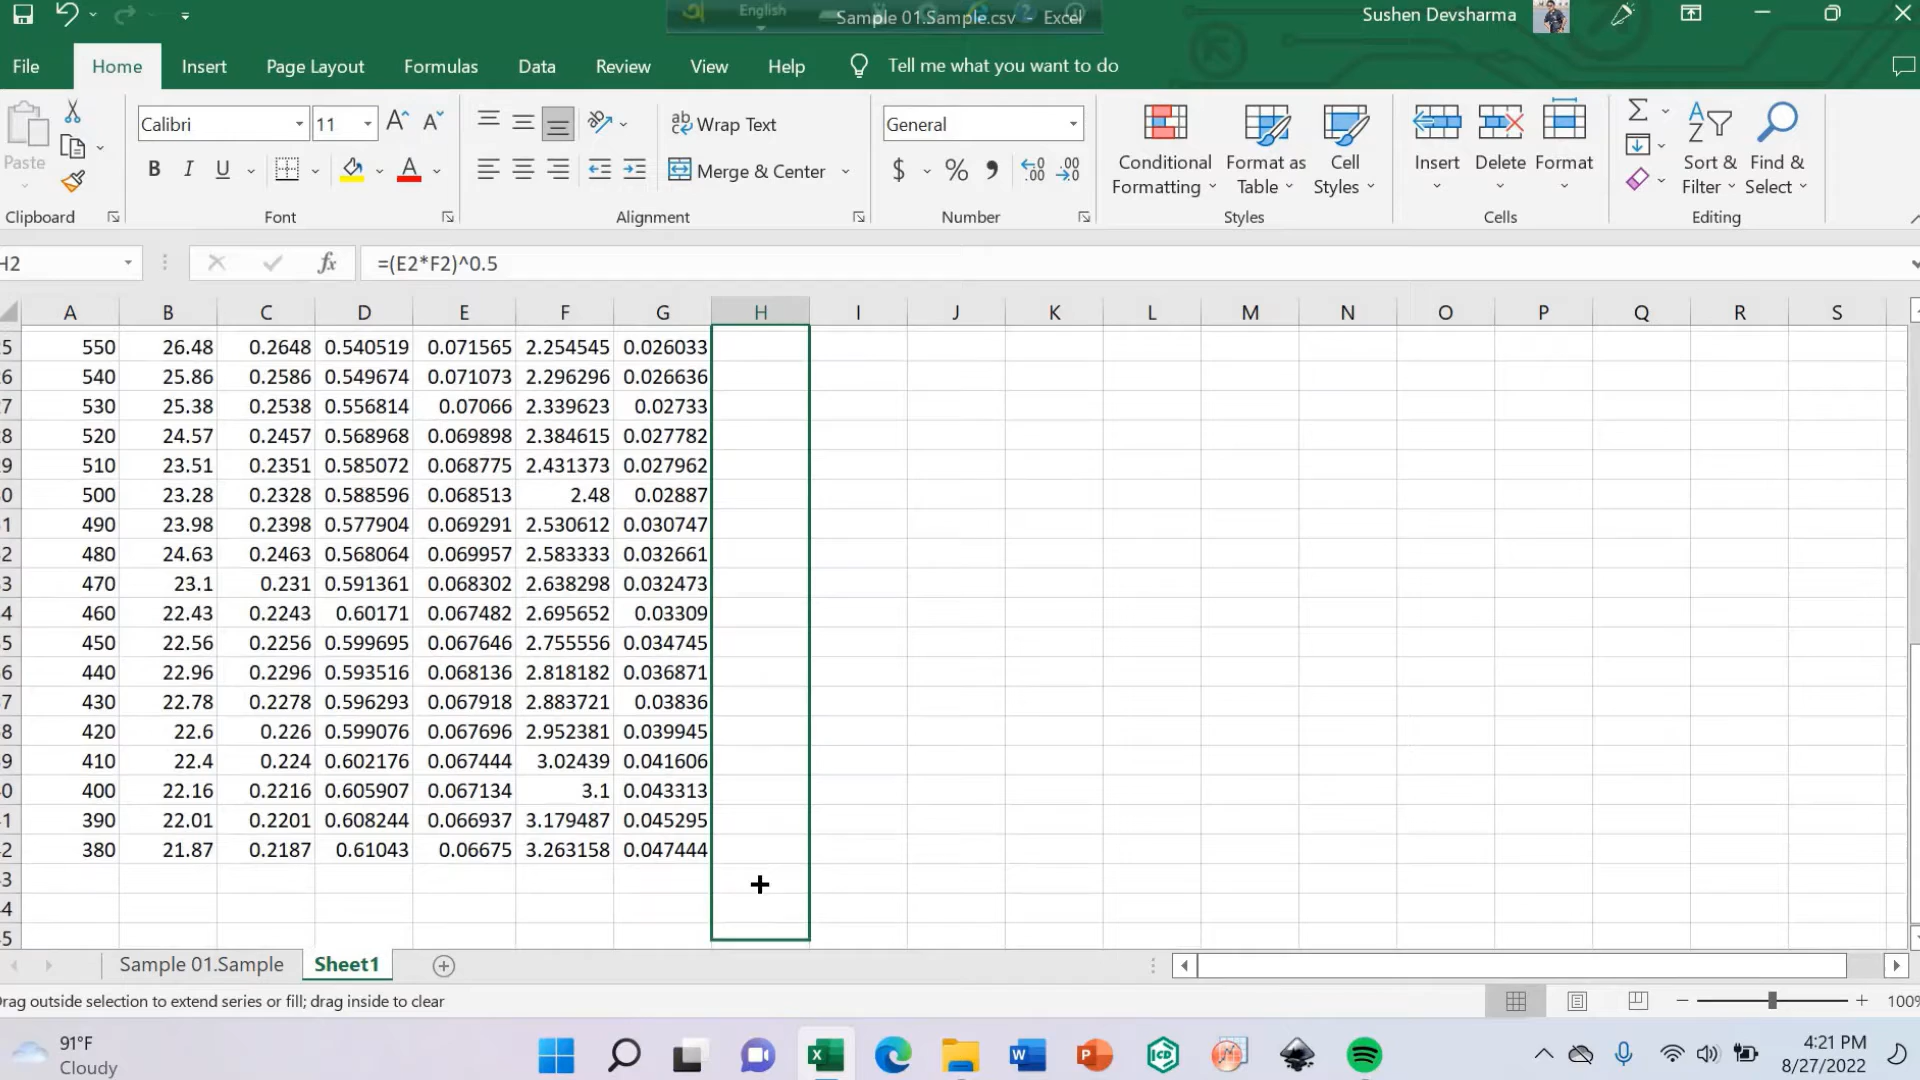 English
Sample 01.Sample.csv - Excel
Sushen Devsharma
File Home Insert Page Layout Formulas Data Review View Help Tell me what you want to do
Paste
Calibri 11
Wrap Text
General
Conditional Formatting
Format as Table
Cell Styles
Insert Delete Format
Sort & Filter
Find & Select
B I U
Merge & Center
$ % ,
Clipboard Font Alignment Number Styles Cells Editing
H2 fx =(E2*F2)^0.5
A B C D E F G H I J K L M N O P Q R S
5 550 26.48 0.2648 0.540519 0.071565 2.254545 0.026033
6 540 25.86 0.2586 0.549674 0.071073 2.296296 0.026636
7 530 25.38 0.2538 0.556814 0.07066 2.339623 0.02733
8 520 24.57 0.2457 0.568968 0.069898 2.384615 0.027782
9 510 23.51 0.2351 0.585072 0.068775 2.431373 0.027962
0 500 23.28 0.2328 0.588596 0.068513 2.48 0.02887
1 490 23.98 0.2398 0.577904 0.069291 2.530612 0.030747
2 480 24.63 0.2463 0.568064 0.069957 2.583333 0.032661
3 470 23.1 0.231 0.591361 0.068302 2.638298 0.032473
4 460 22.43 0.2243 0.60171 0.067482 2.695652 0.03309
5 450 22.56 0.2256 0.599695 0.067646 2.755556 0.034745
6 440 22.96 0.2296 0.593516 0.068136 2.818182 0.036871
7 430 22.78 0.2278 0.596293 0.067918 2.883721 0.03836
8 420 22.6 0.226 0.599076 0.067696 2.952381 0.039945
9 410 22.4 0.224 0.602176 0.067444 3.02439 0.041606
0 400 22.16 0.2216 0.605907 0.067134 3.1 0.043313
1 390 22.01 0.2201 0.608244 0.066937 3.179487 0.045295
2 380 21.87 0.2187 0.61043 0.06675 3.263158 0.047444
3
4
5
Sample 01.Sample Sheet1
Drag outside selection to extend series or fill; drag inside to clear
100%
91°F
Cloudy
4:21 PM
8/27/2022